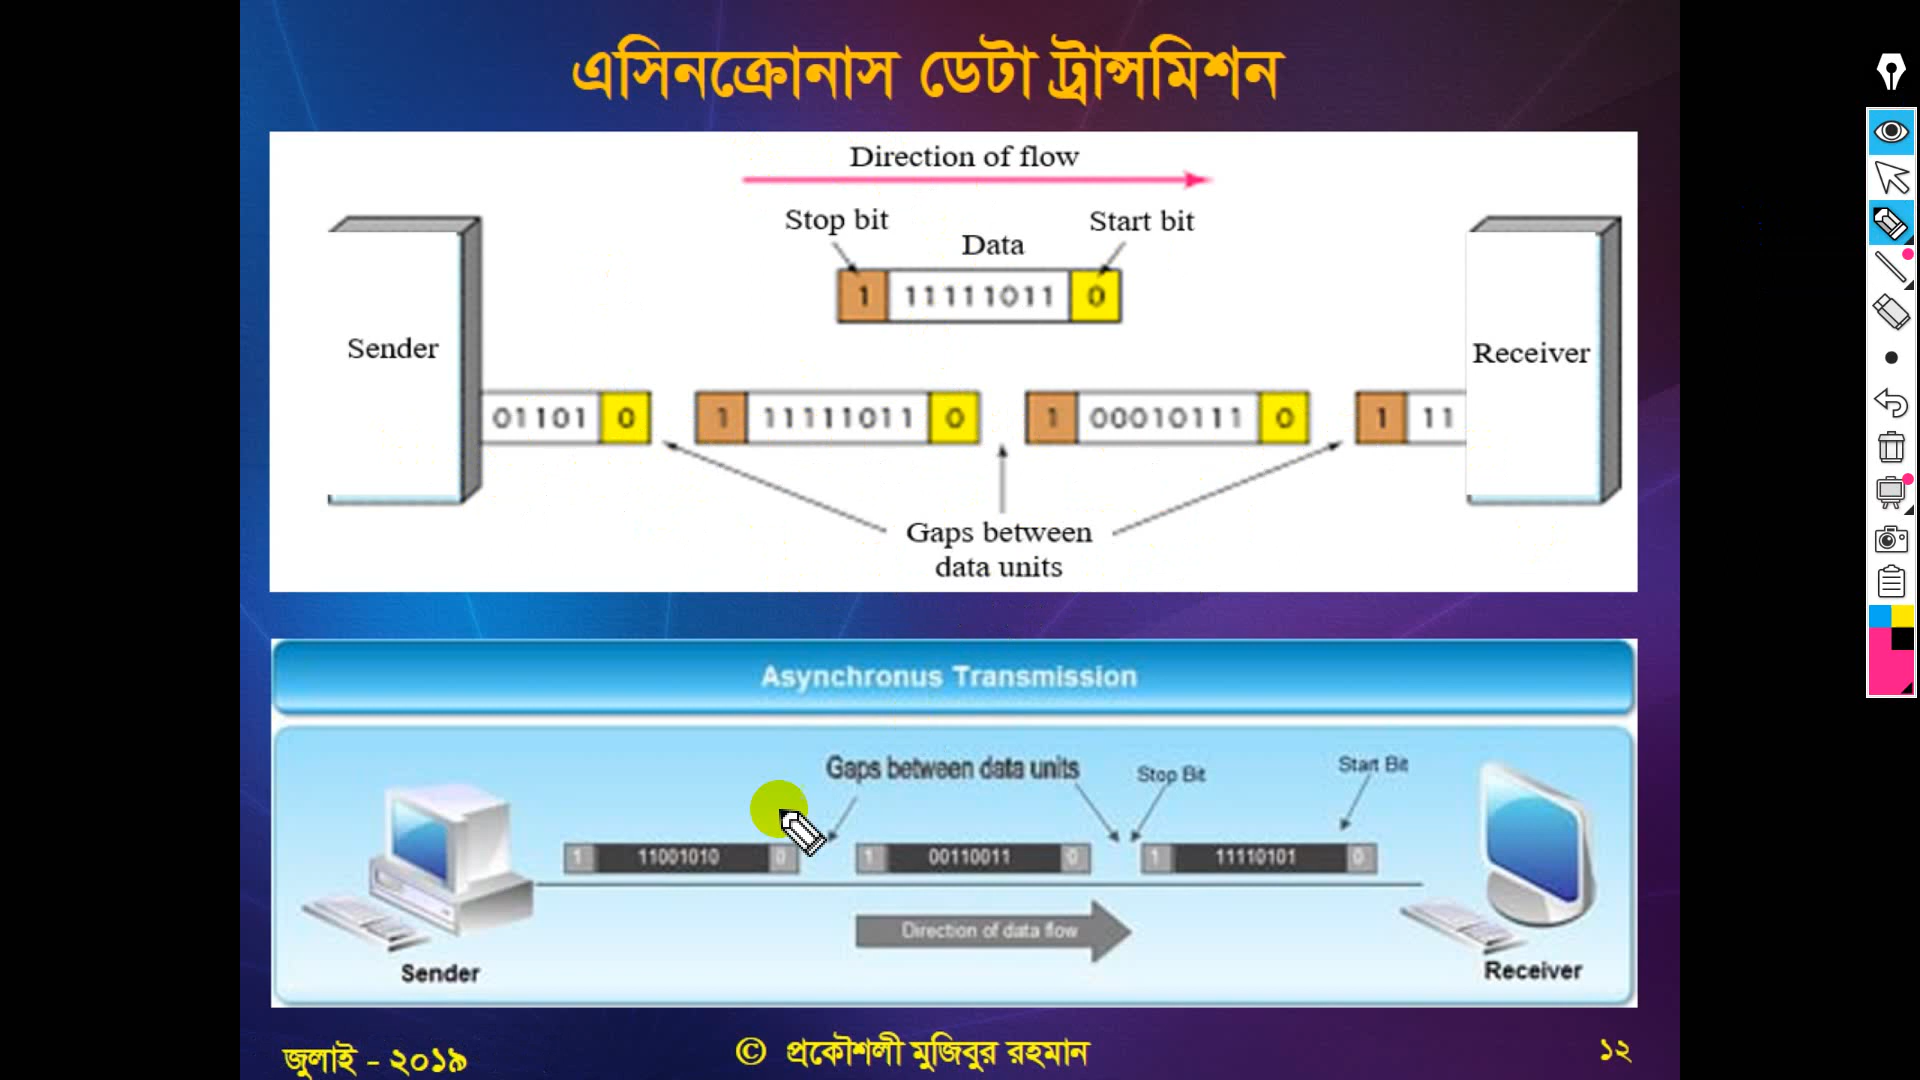 এসিনক্রোনাস ডেটা ট্রান্সমিশন
Direction of flow
Stop bit
Start bit
Data
1 11111011 0
Sender
Receiver
01101 0
1 11111011 0
1 00010111 0
1 11
Gaps between
data units
Asynchronus Transmission
Gaps between data units
Stop Bit
Start Bit
1 11001010 0
1 00110011 0
1 11110101 0
Direction of data flow
Sender
Receiver
জুলাই - ২০১৯
© প্রকৌশলী মুজিবুর রহমান
১২